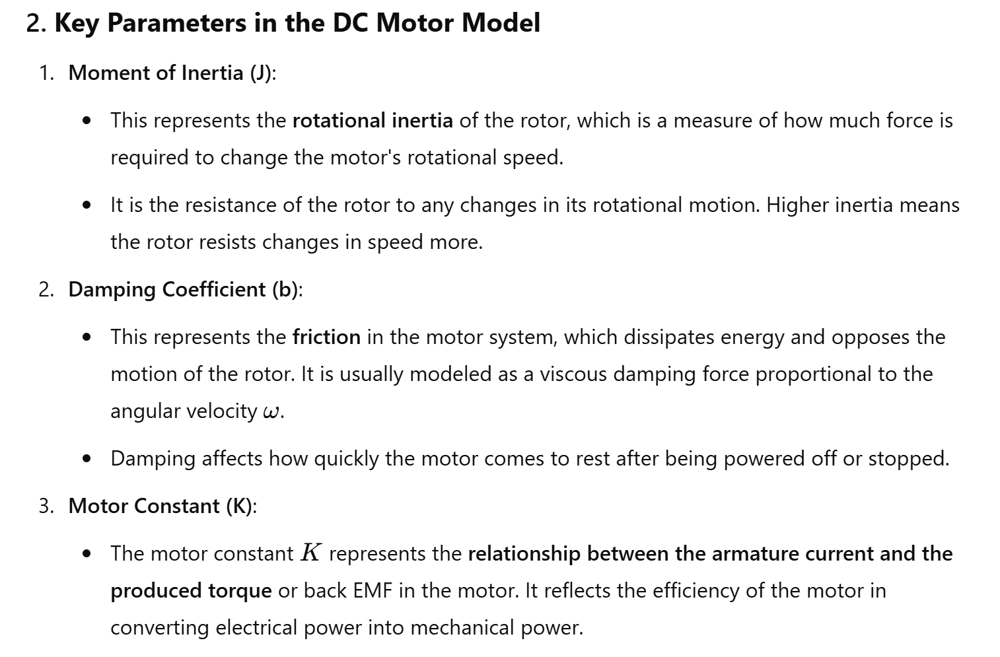 2. Key Parameters in the DC Motor Model
1. Moment of Inertia (J):
• This represents the rotational inertia of the rotor, which is a measure of how much force is
required to change the motor's rotational speed.
• It is the resistance of the rotor to any changes in its rotational motion. Higher inertia means
the rotor resists changes in speed more.
2. Damping Coefficient (b):
• This represents the friction in the motor system, which dissipates energy and opposes the
motion of the rotor. It is usually modeled as a viscous damping force proportional to the
angular velocity ω.
• Damping affects how quickly the motor comes to rest after being powered off or stopped.
3. Motor Constant (K):
• The motor constant K represents the relationship between the armature current and the
produced torque or back EMF in the motor. It reflects the efficiency of the motor in
converting electrical power into mechanical power.